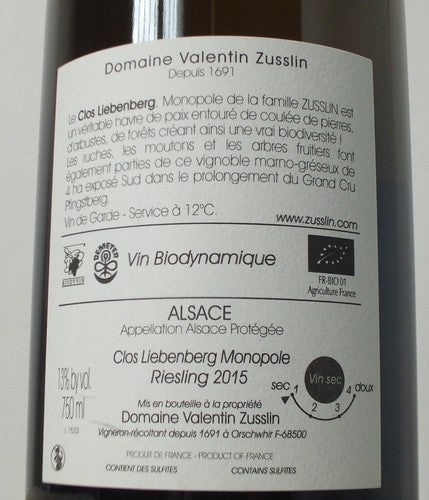 Domaine Valentin Zusslin
Depuis 1691
Le Clos Liebenberg, Monopole de la famille ZUSSLIN est
un véritable havre de paix entouré de coulée de pierres,
d'arbustes, de forêts créant ainsi une vrai biodiversité !
Les ruches, les moutons et les arbres fruitiers font
également parties de ce vignoble marno-gréseux de
4 ha exposé Sud dans le prolongement du Grand Cru
Pfingstberg.
Vin de Garde - Service à 12°C.
www.zusslin.com
BIODYVIN
DEMETER
Vin Biodynamique
FR-BIO 01
Agriculture France
ALSACE
Appellation Alsace Protégée
Clos Liebenberg Monopole
Riesling 2015
13% by vol.
750 ml
sec 1 2 3 4 doux
Vin sec
Mis en bouteille à la propriété
Domaine Valentin Zusslin
Vigneron-récoltant depuis 1691 à Orschwihr F-68500
PRODUIT DE FRANCE - PRODUCT OF FRANCE
CONTIENT DES SULFITES CONTAINS SULFITES